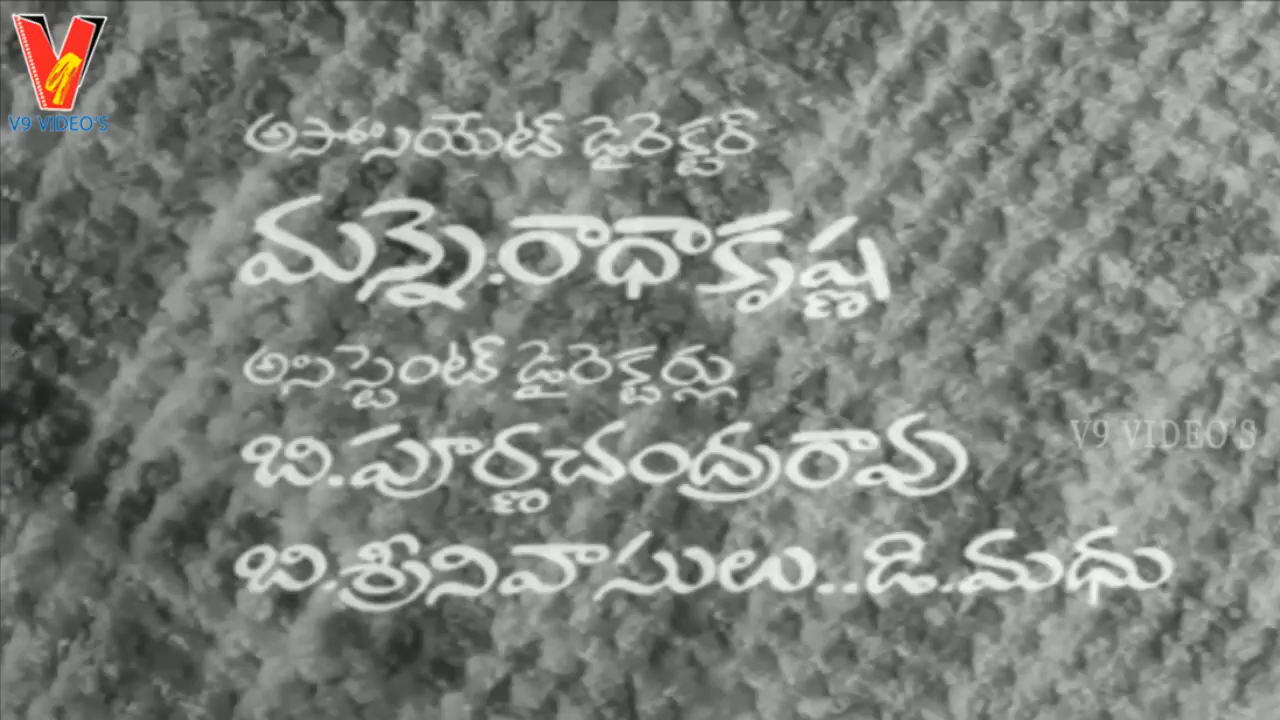 V9 VIDEO'S
అసోసియేట్ డైరెక్టర్
మన్నె.రాధాకృష్ణ
అసిస్టెంట్ డైరెక్టర్లు
బి.పూర్ణచంద్రరావు
V9 VIDEO'S
బి.శ్రీనివాసులు..డి.మధు